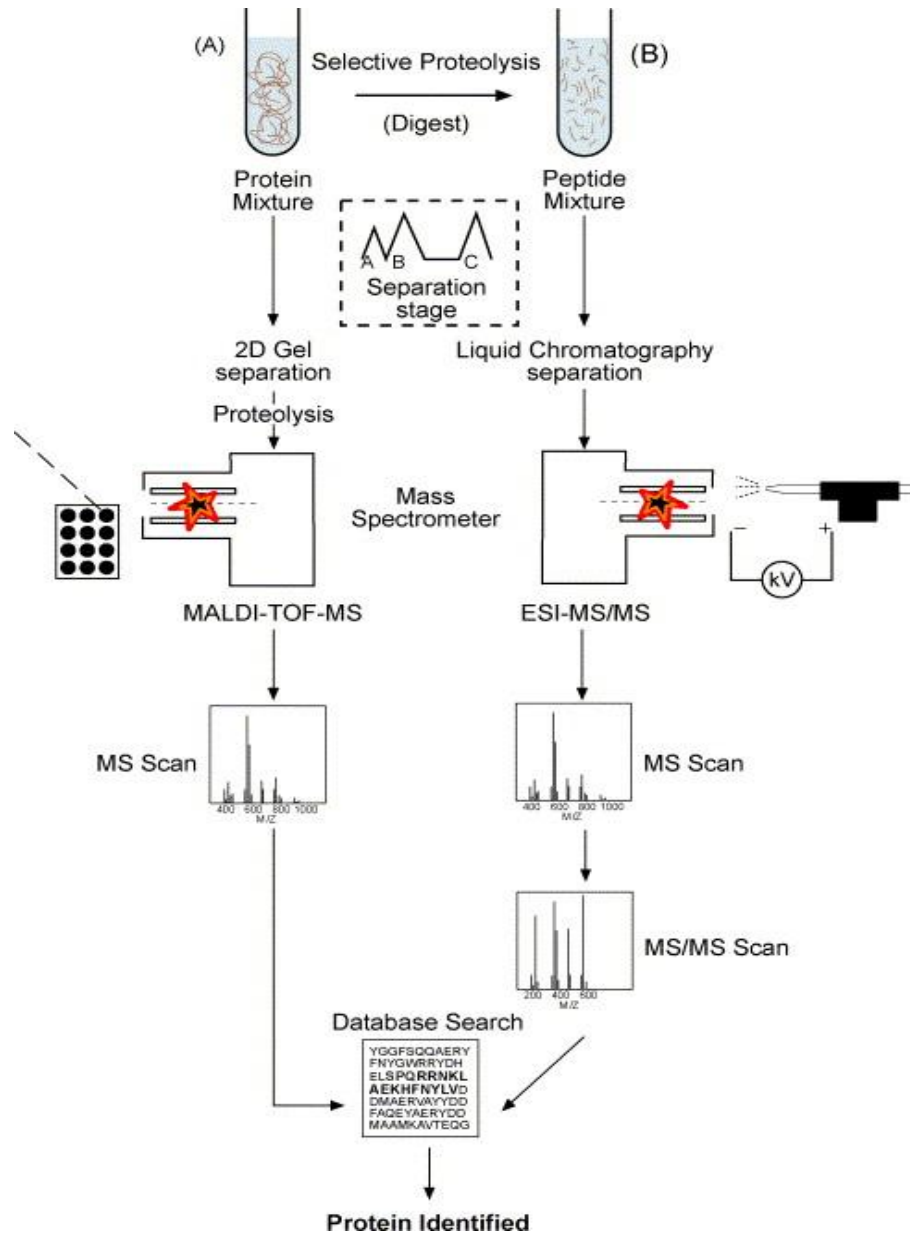 (A)
Selective Proteolysis
(B)
(Digest)
Protein
Mixture
Peptide
Mixture
A B C
Separation
stage
2D Gel
separation
Liquid Chromatography
separation
Proteolysis
Mass
Spectrometer
- +
kV
MALDI-TOF-MS
ESI-MS/MS
MS Scan
400 600 800 1000
M/Z
MS Scan
400 600 800 1000
M/Z
MS/MS Scan
200 400 600
M/Z
Database Search
YGGFSQQAERY
FNYGWRRYDH
ELSPQRRNKL
AEKHFNYLVD
DMAERVAYYDD
FAQEYAERYDD
MAAMKAVTEQG
Protein Identified